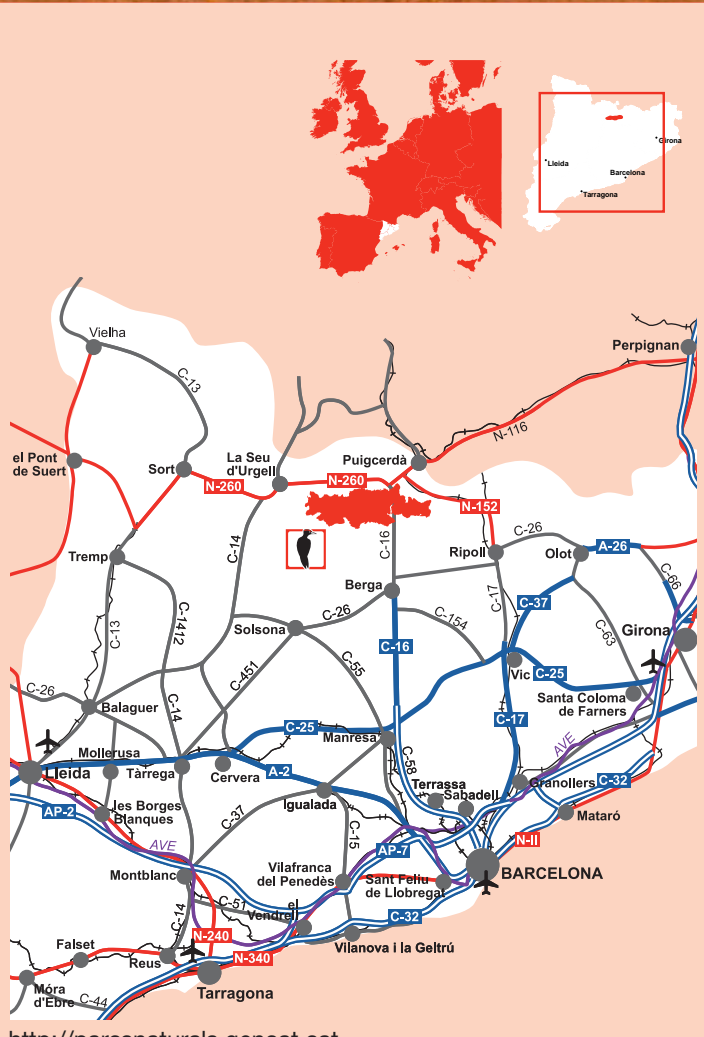 Girona
Lleida
Barcelona
Tarragona
Vielha
C-13
Perpignan
N-116
el Pont
de Suert
Sort
La Seu
d'Urgell
Puigcerdà
N-260
N-260
N-152
C-14
C-16
C-26
A-26
Tremp
Ripoll
Olot
C-66
Berga
C-17
C-37
C-13
C-1412
Solsona
C-26
C-154
C-63
Girona
C-16
C-451
C-55
Vic
C-25
C-26
Balaguer
Santa Coloma
de Farners
C-14
C-25
Manresa
C-17
AVE
Mollerusa
Lleida
Tàrrega
Cervera
A-2
C-58
Terrassa
Sabadell
Granollers
C-32
AP-2
les Borges
Blanques
C-37
Igualada
Mataró
AVE
C-15
AP-7
N-II
Montblanc
Vilafranca
del Penedès
Sant Feliu
de Llobregat
BARCELONA
C-51
el
Vendrell
C-32
C-14
N-240
Vilanova i la Geltrú
Falset
Reus
N-340
Móra
d'Ebre
C-44
Tarragona